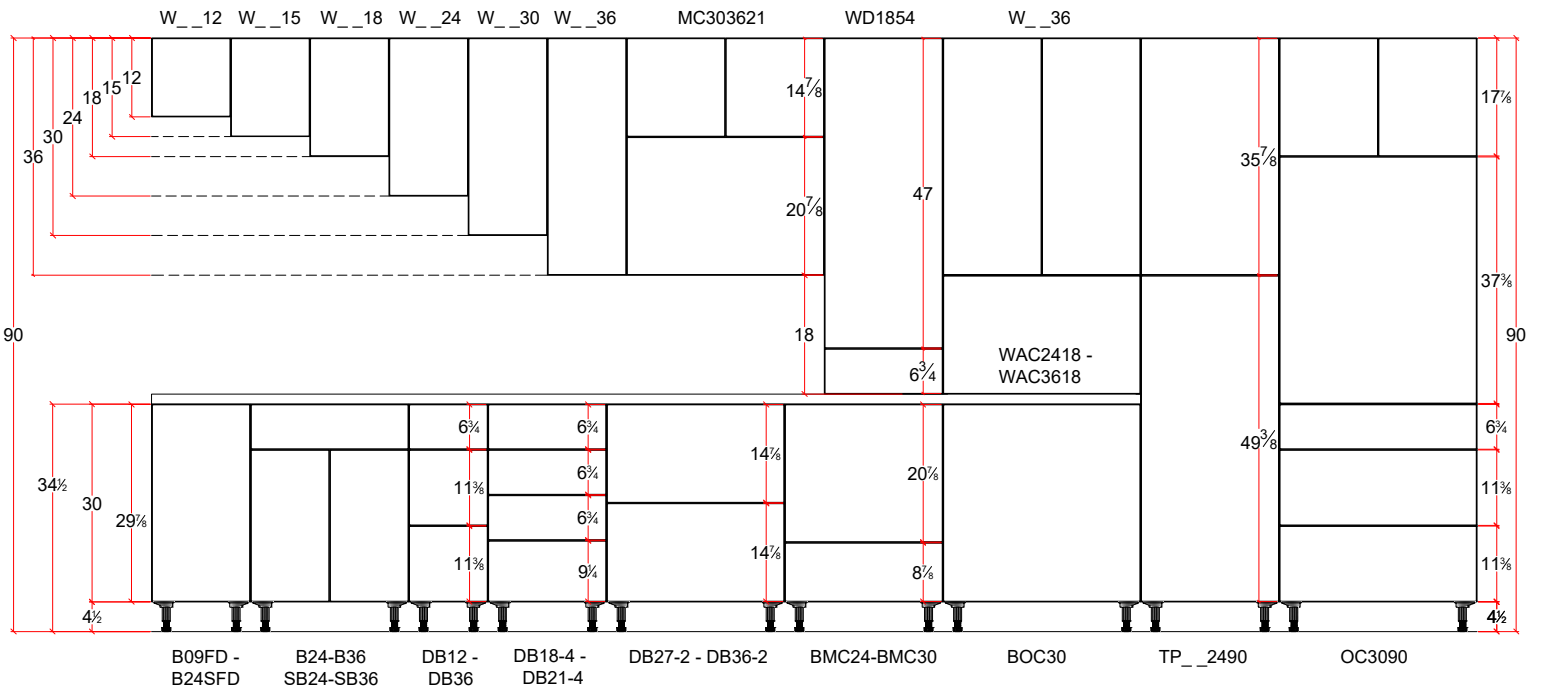 W_ _12 W_ _15 W_ _18 W_ _24 W_ _30 W_ _36 MC303621 WD1854 W_ _36
12
15
18
24
30
36
90
14⅞
20⅞
18
47
6¾
35⅞
49⅜
17⅞
37⅜
6¾
11⅜
11⅜
4½
90
WAC2418 -
WAC3618
34½
30
29⅞
4½
6¾
11⅜
11⅜
6¾
6¾
6¾
9¼
14⅞
14⅞
20⅞
8⅞
B09FD -
B24SFD
B24-B36
SB24-SB36
DB12 -
DB36
DB18-4 -
DB21-4
DB27-2 - DB36-2
BMC24-BMC30
BOC30
TP_ _2490
OC3090